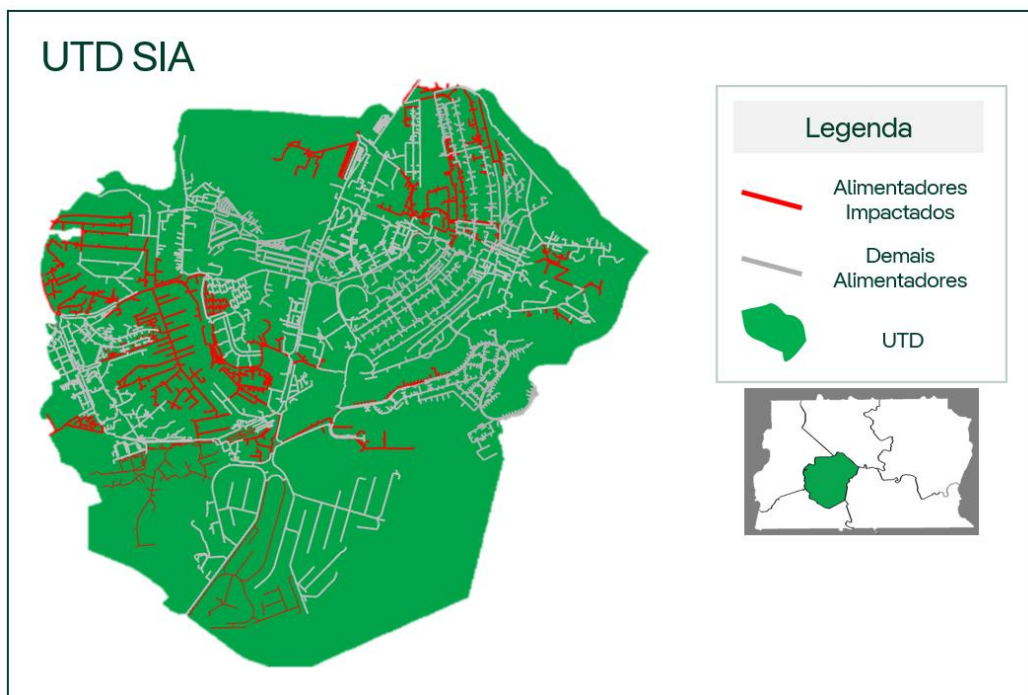 UTD SIA
Legenda
Alimentadores
Impactados
Demais
Alimentadores
UTD